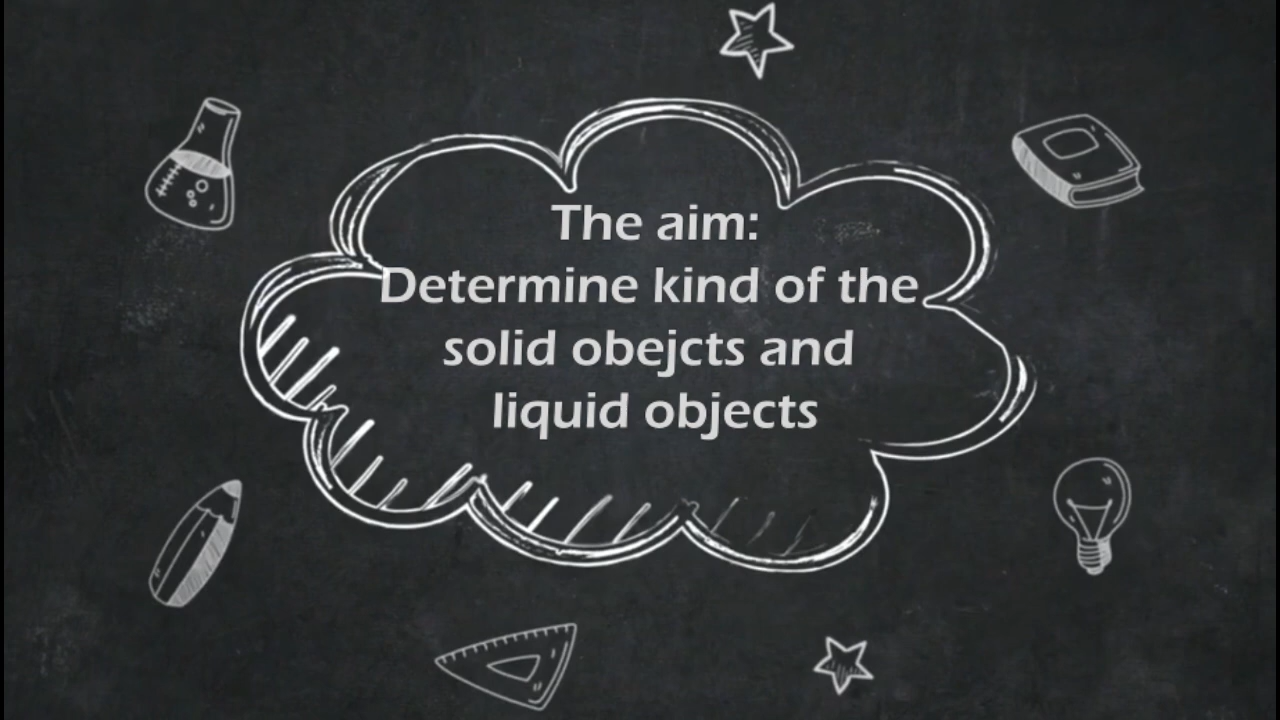 The aim:
Determine kind of the
solid obejcts and
liquid objects